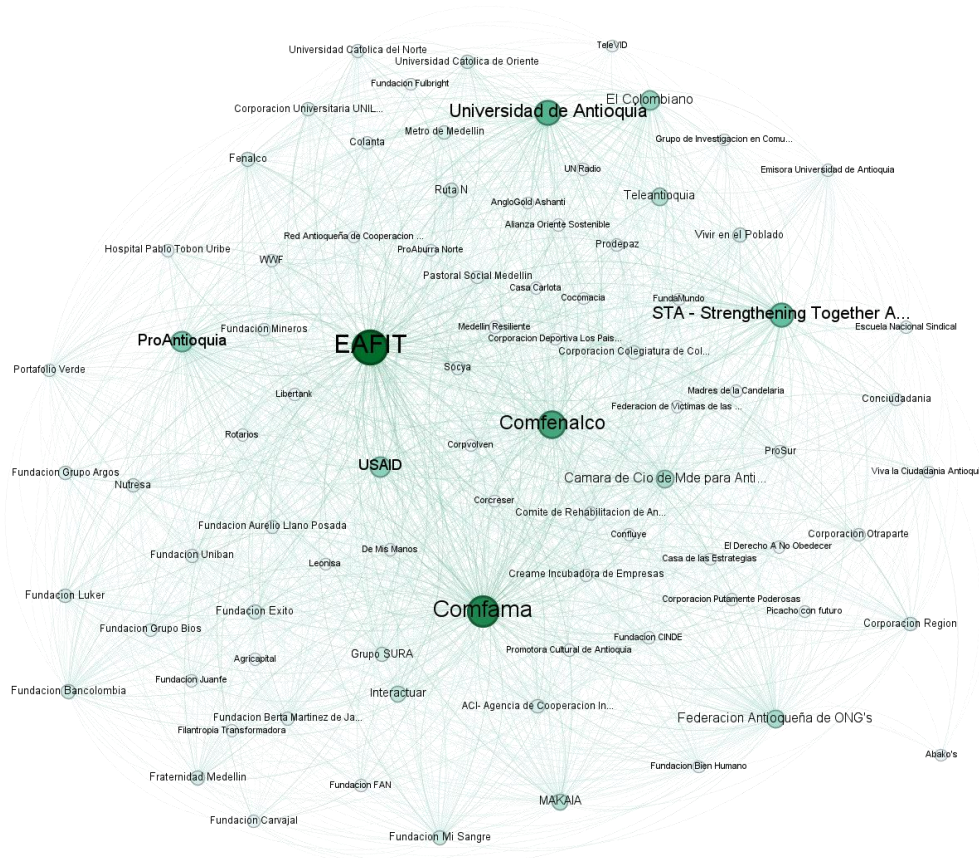 TeleVID
Universidad Catolica del Norte
Universidad Catolica de Oriente
Fundacion Fulbright
El Colombiano
Corporacion Universitaria UNIL...
Universidad de Antioquia
Metro de Medellin
Colanta
Grupo de Investigacion en Comu...
Fenalco
UN Radio
Emisora Universidad de Antioquia
Ruta N
Teleantioquia
AngloGold Ashanti
Alianza Oriente Sostenible
Vivir en el Poblado
Red Antioqueña de Cooperacion ...
Prodepaz
Hospital Pablo Tobon Uribe
ProAburra Norte
WWF
Pastoral Social Medellin
Casa Carlota
Cocomacia
FundaMundo
STA - Strengthening Together A...
Fundacion Mineros
Medellin Resiliente
Escuela Nacional Sindical
ProAntioquia
EAFIT
Corporacion Deportiva Los Pais...
Corporacion Colegiatura de Col...
Portafolio Verde
Socya
Libertank
Madres de la Candelaria
Conciudadania
Federacion de Victimas de las ...
Comfenalco
Rotarios
Corpvolven
ProSur
USAID
Fundacion Grupo Argos
Viva la Ciudadania Antioqui
Nutresa
Camara de Cio de Mde para Anti...
Corcreser
Comite de Rehabilitacion de An...
Fundacion Aurelio Llano Posada
Confluye
Corporacion Otraparte
De Mis Manos
El Derecho A No Obedecer
Fundacion Uniban
Casa de las Estrategias
Leonisa
Creame Incubadora de Empresas
Fundacion Luker
Corporacion Putamente Poderosas
Fundacion Exito
Comfama
Picacho con futuro
Corporacion Region
Fundacion Grupo Bios
Fundacion CINDE
Promotora Cultural de Antioquia
Grupo SURA
Agricapital
Fundacion Juanfe
Fundacion Bancolombia
Interactuar
ACI- Agencia de Cooperacion In...
Fundacion Berta Martinez de Ja...
Federacion Antioqueña de ONG's
Filantropia Transformadora
Abako's
Fundacion Bien Humano
Fraternidad Medellin
Fundacion FAN
MAKAIA
Fundacion Carvajal
Fundacion Mi Sangre